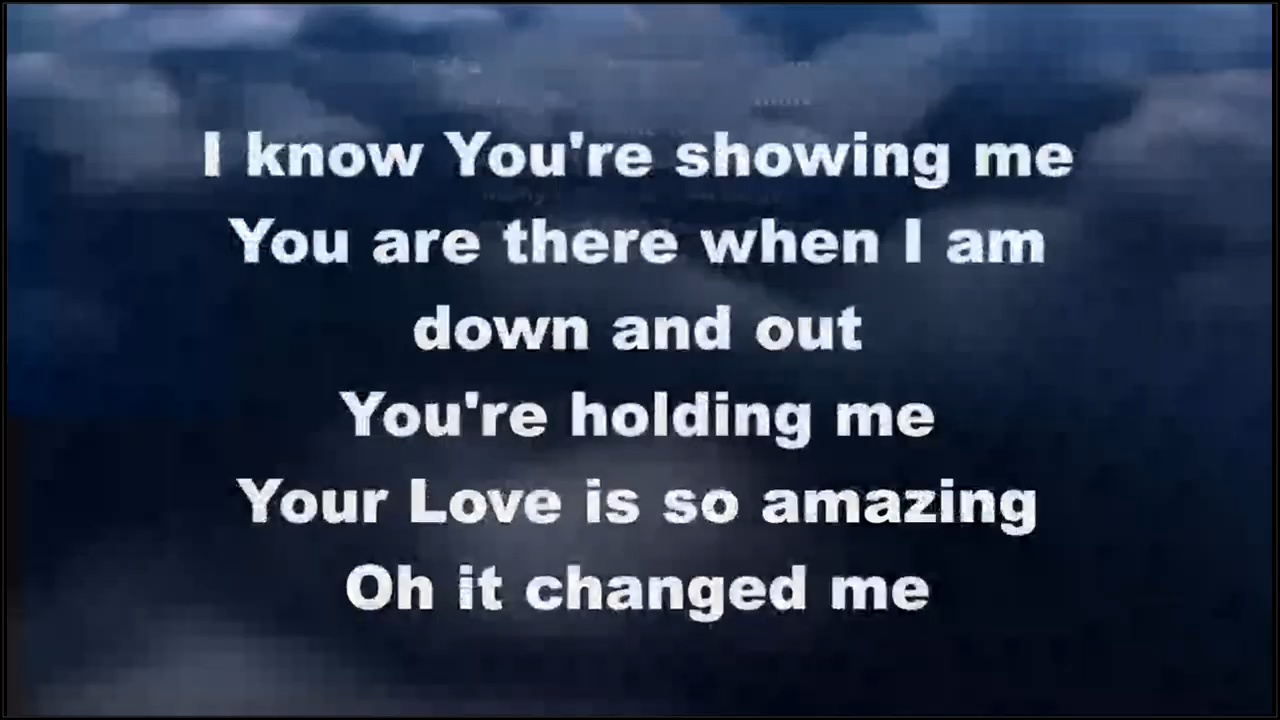 I know You're showing me
You are there when I am
down and out
You're holding me
Your Love is so amazing
Oh it changed me